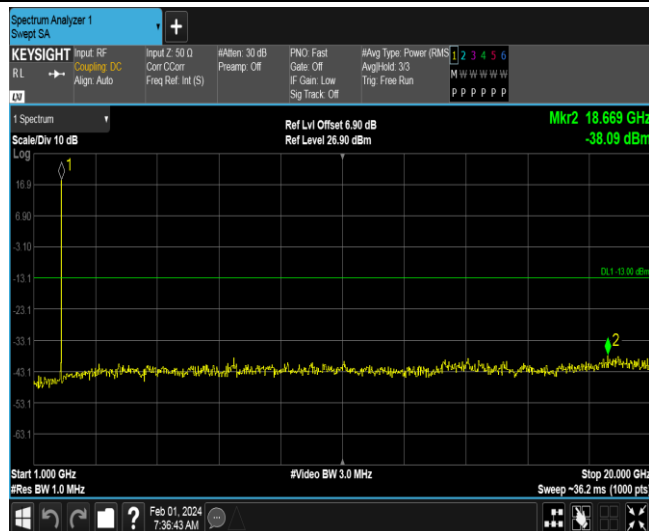 Spectrum Analyzer 1
Swept SA
+
KEYSIGHT
RL
Input: RF
Coupling: DC
Align: Auto
Input Z: 50 Ω
Corr CCorr
Freq Ref: Int (S)
#Atten: 30 dB
Preamp: Off
PNO: Fast
Gate: Off
IF Gain: Low
Sig Track: Off
#Avg Type: Power (RMS
Avg|Hold: 3/3
Trig: Free Run
1 2 3 4 5 6
M W W W W W
P P P P P P
1 Spectrum
Scale/Div 10 dB
Ref Lvl Offset 6.90 dB
Ref Level 26.90 dBm
Mkr2 18.669 GHz
-38.09 dBm
Log
1
16.9
6.90
-3.10
-13.1
DL1 -13.00 dBm
-23.1
-33.1
2
-43.1
-53.1
-63.1
Start 1.000 GHz
#Video BW 3.0 MHz
Stop 20.000 GHz
#Res BW 1.0 MHz
Sweep ~36.2 ms (1000 pts)
?
Feb 01, 2024
7:36:43 AM